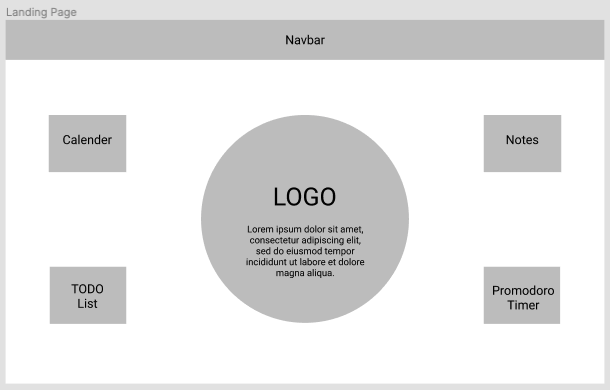 Landing Page
Navbar
Calender
Notes
LOGO
Lorem ipsum dolor sit amet,
consectetur adipiscing elit,
sed do eiusmod tempor
incididunt ut labore et dolore
magna aliqua.
TODO
List
Promodoro
Timer